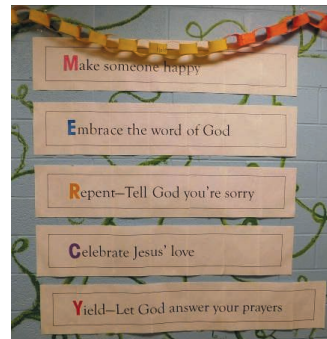 Make someone happy
Embrace the word of God
Repent—Tell God you're sorry
Celebrate Jesus' love
Yield—Let God answer your prayers